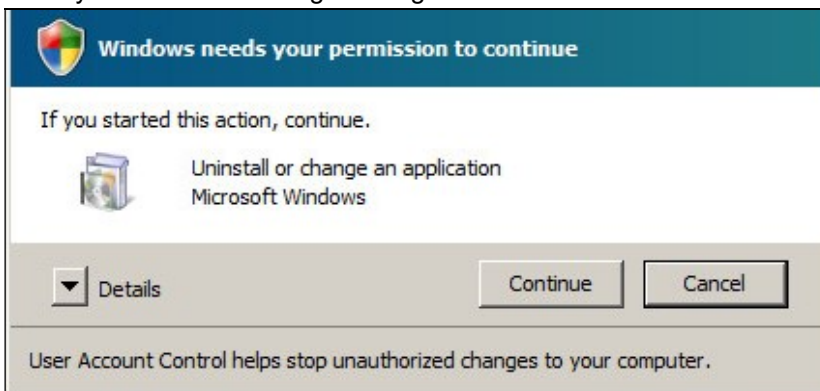 Windows needs your permission to continue
If you started this action, continue.
Uninstall or change an application
Microsoft Windows
Details
Continue
Cancel
User Account Control helps stop unauthorized changes to your computer.